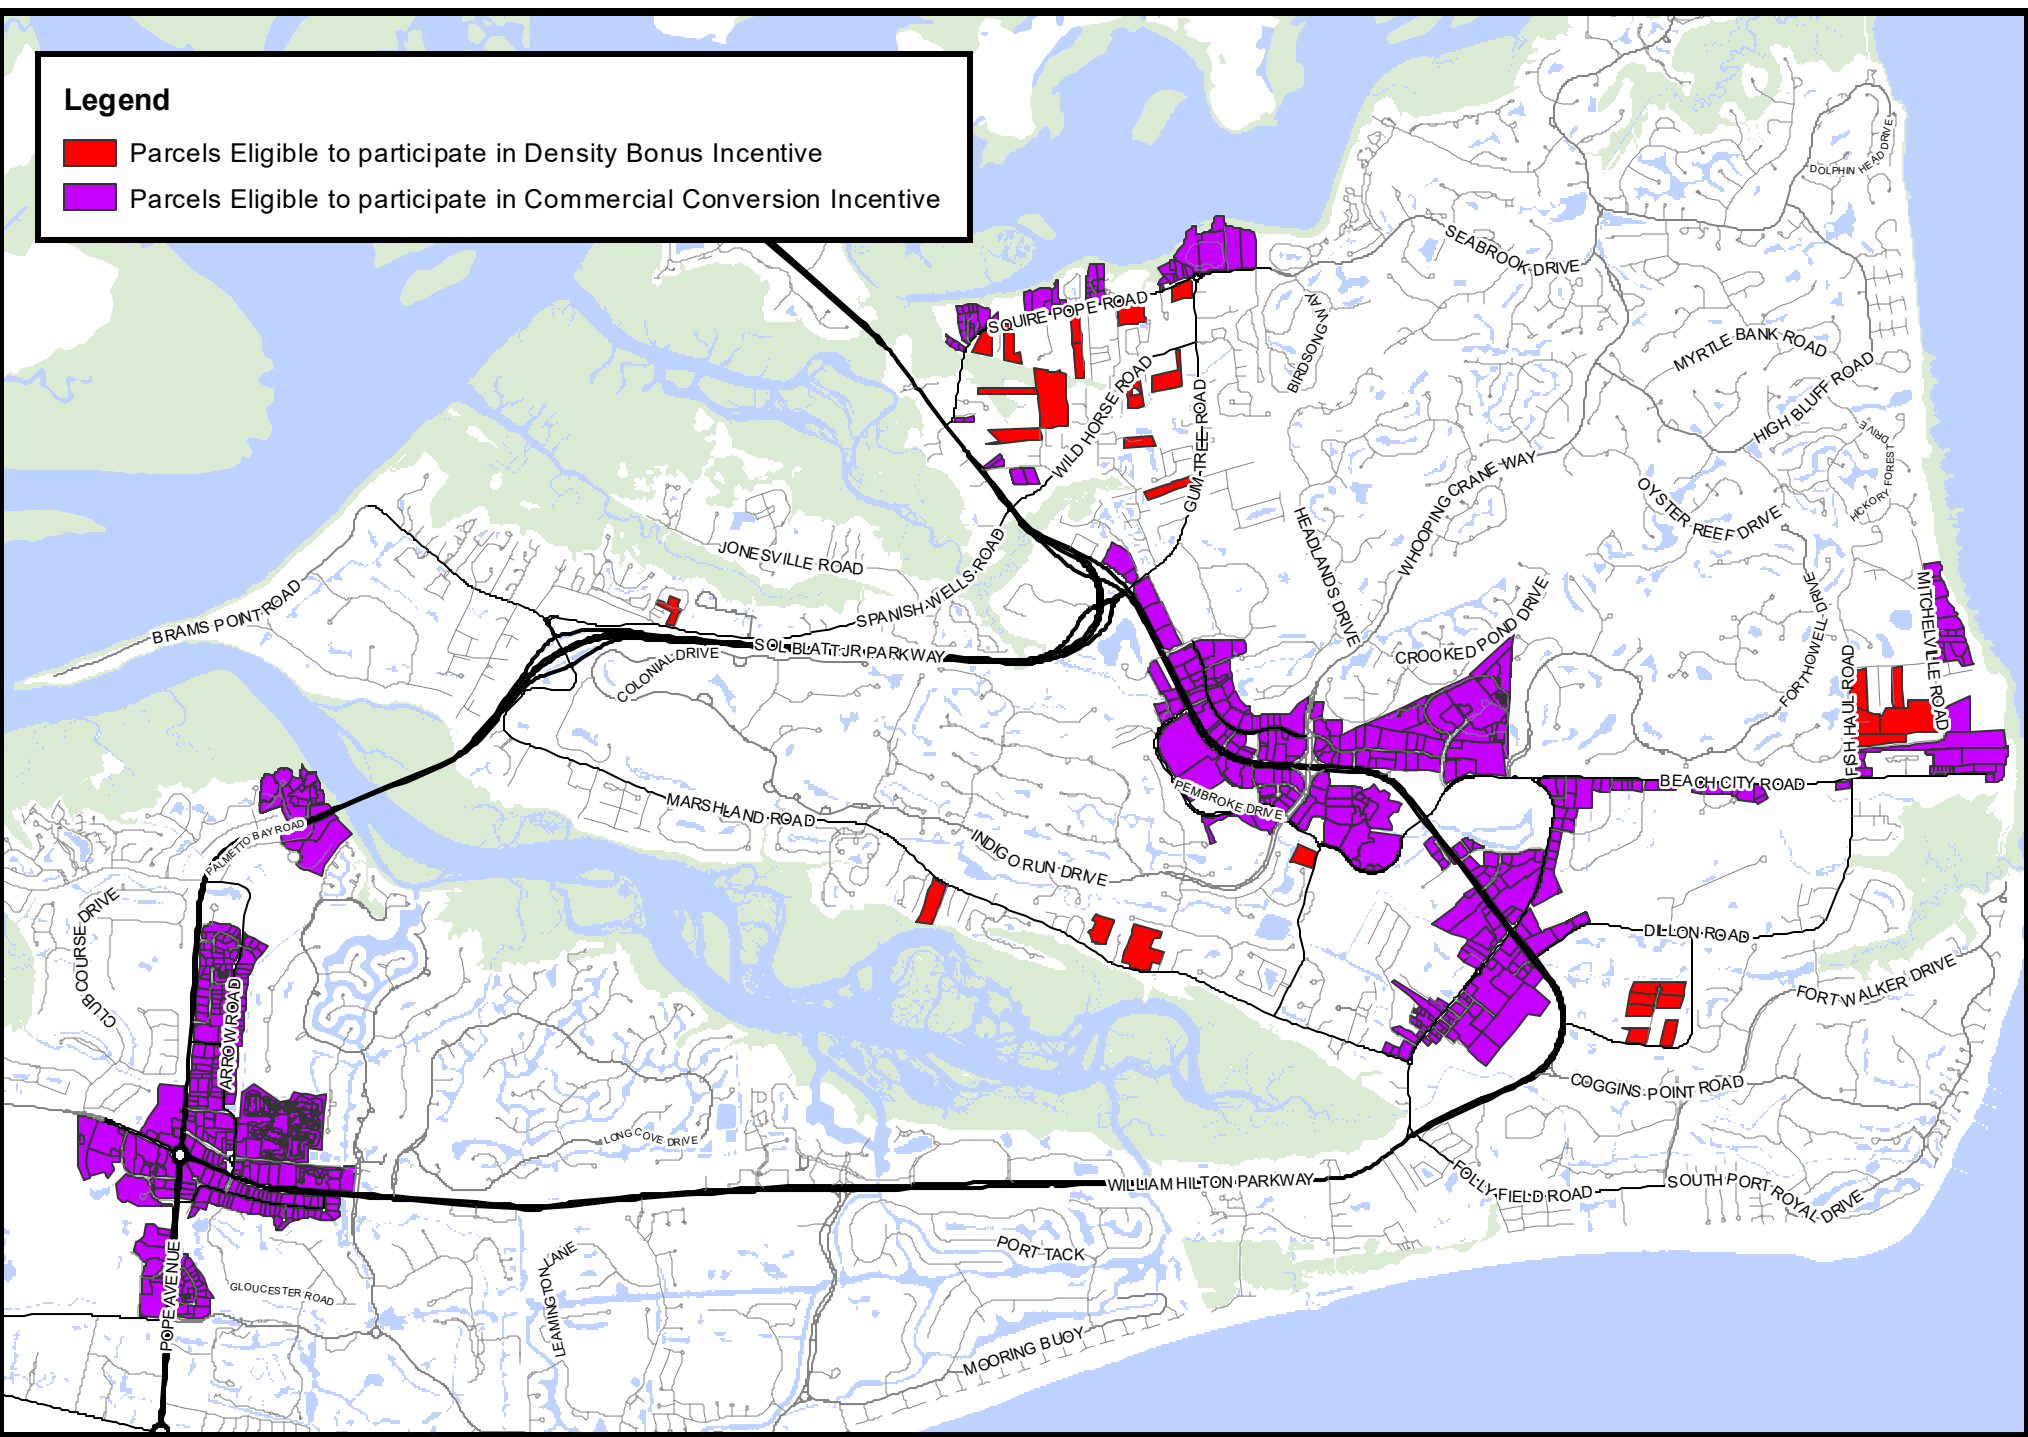 Legend
Parcels Eligible to participate in Density Bonus Incentive
Parcels Eligible to participate in Commercial Conversion Incentive
DOLPHIN HEAD DRIVE
SEABROOK DRIVE
SQUIRE POPE ROAD
BIRDSONG WAY
MYRTLE BANK ROAD
HIGH BLUFF ROAD
WILD HORSE ROAD
GUM TREE ROAD
HICKORY FOREST DRIVE
WHOOPING CRANE WAY
OYSTER REEF DRIVE
HEADLANDS DRIVE
JONESVILLE ROAD
SPANISH WELLS ROAD
BRAMS POINT ROAD
SOL BLATT JR PARKWAY
COLONIAL DRIVE
CROOKED POND DRIVE
FORT HOWELL DRIVE
MITCHELVILLE ROAD
FISH HAUL ROAD
BEACH CITY ROAD
PEMBROKE DRIVE
MARSHLAND ROAD
INDIGO RUN DRIVE
PALMETTO BAY ROAD
CLUB COURSE DRIVE
DILLON ROAD
FORT WALKER DRIVE
ARROW ROAD
COGGINS POINT ROAD
LONG COVE DRIVE
WILLIAM HILTON PARKWAY
FOLLY FIELD ROAD
SOUTH PORT ROYAL DRIVE
PORT TACK
LEAMINGTON LANE
GLOUCESTER ROAD
POPE AVENUE
MOORING BUOY